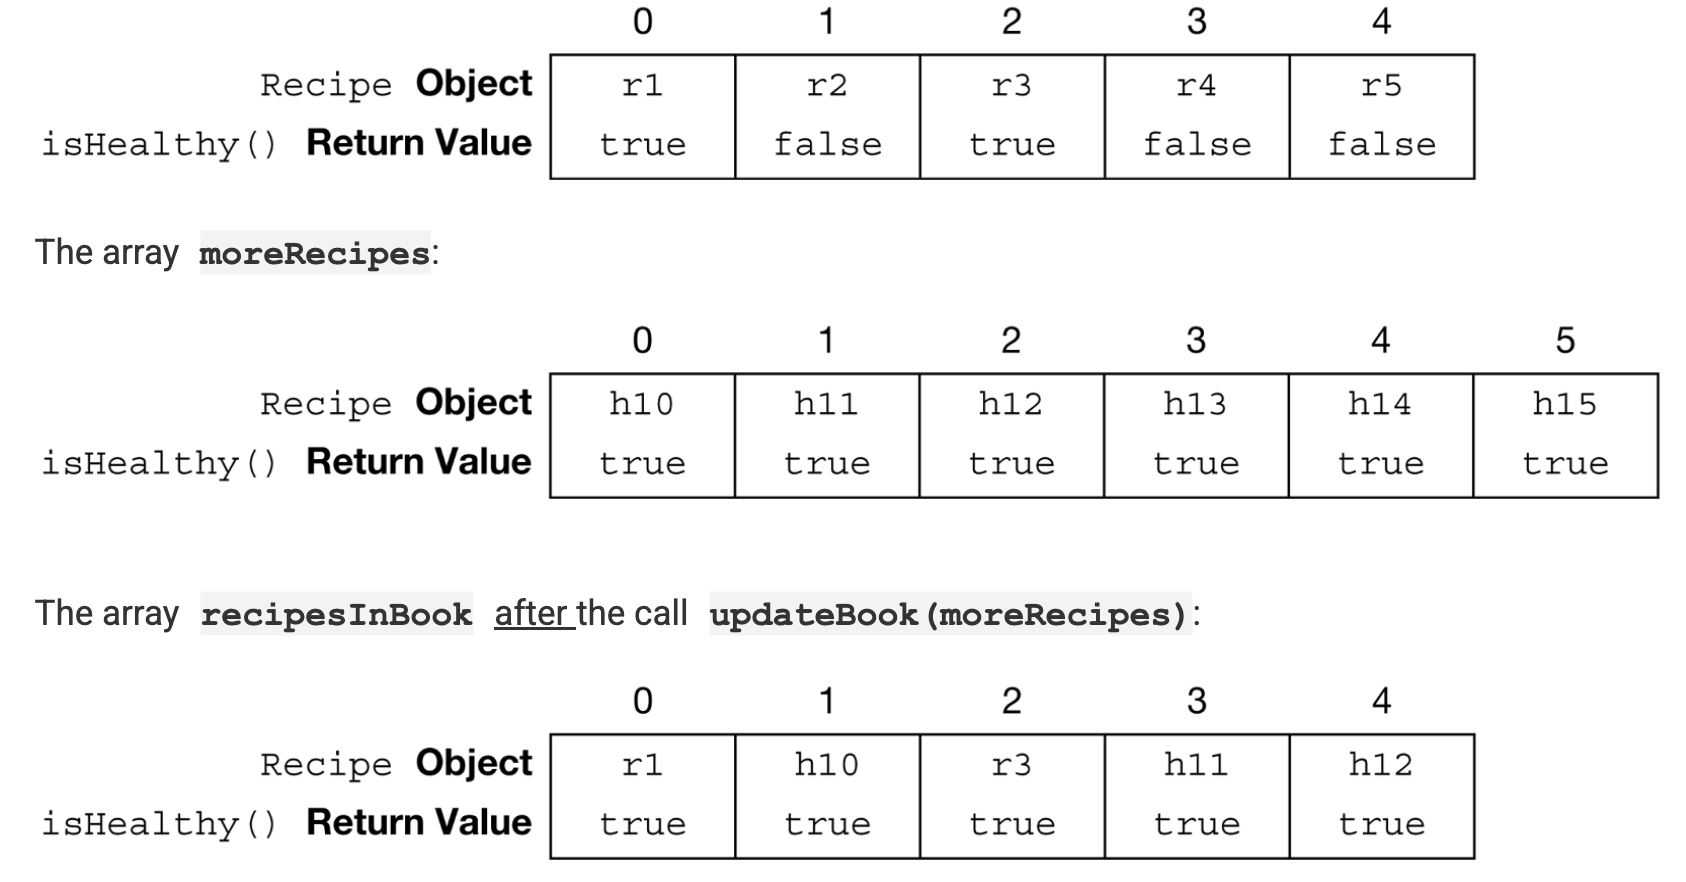 0 1 2 3 4
Recipe Object r1 r2 r3 r4 r5
isHealthy() Return Value true false true false false
The array moreRecipes:
0 1 2 3 4 5
Recipe Object h10 h11 h12 h13 h14 h15
isHealthy() Return Value true true true true true true
The array recipesInBook after the call updateBook(moreRecipes):
0 1 2 3 4
Recipe Object r1 h10 r3 h11 h12
isHealthy() Return Value true true true true true